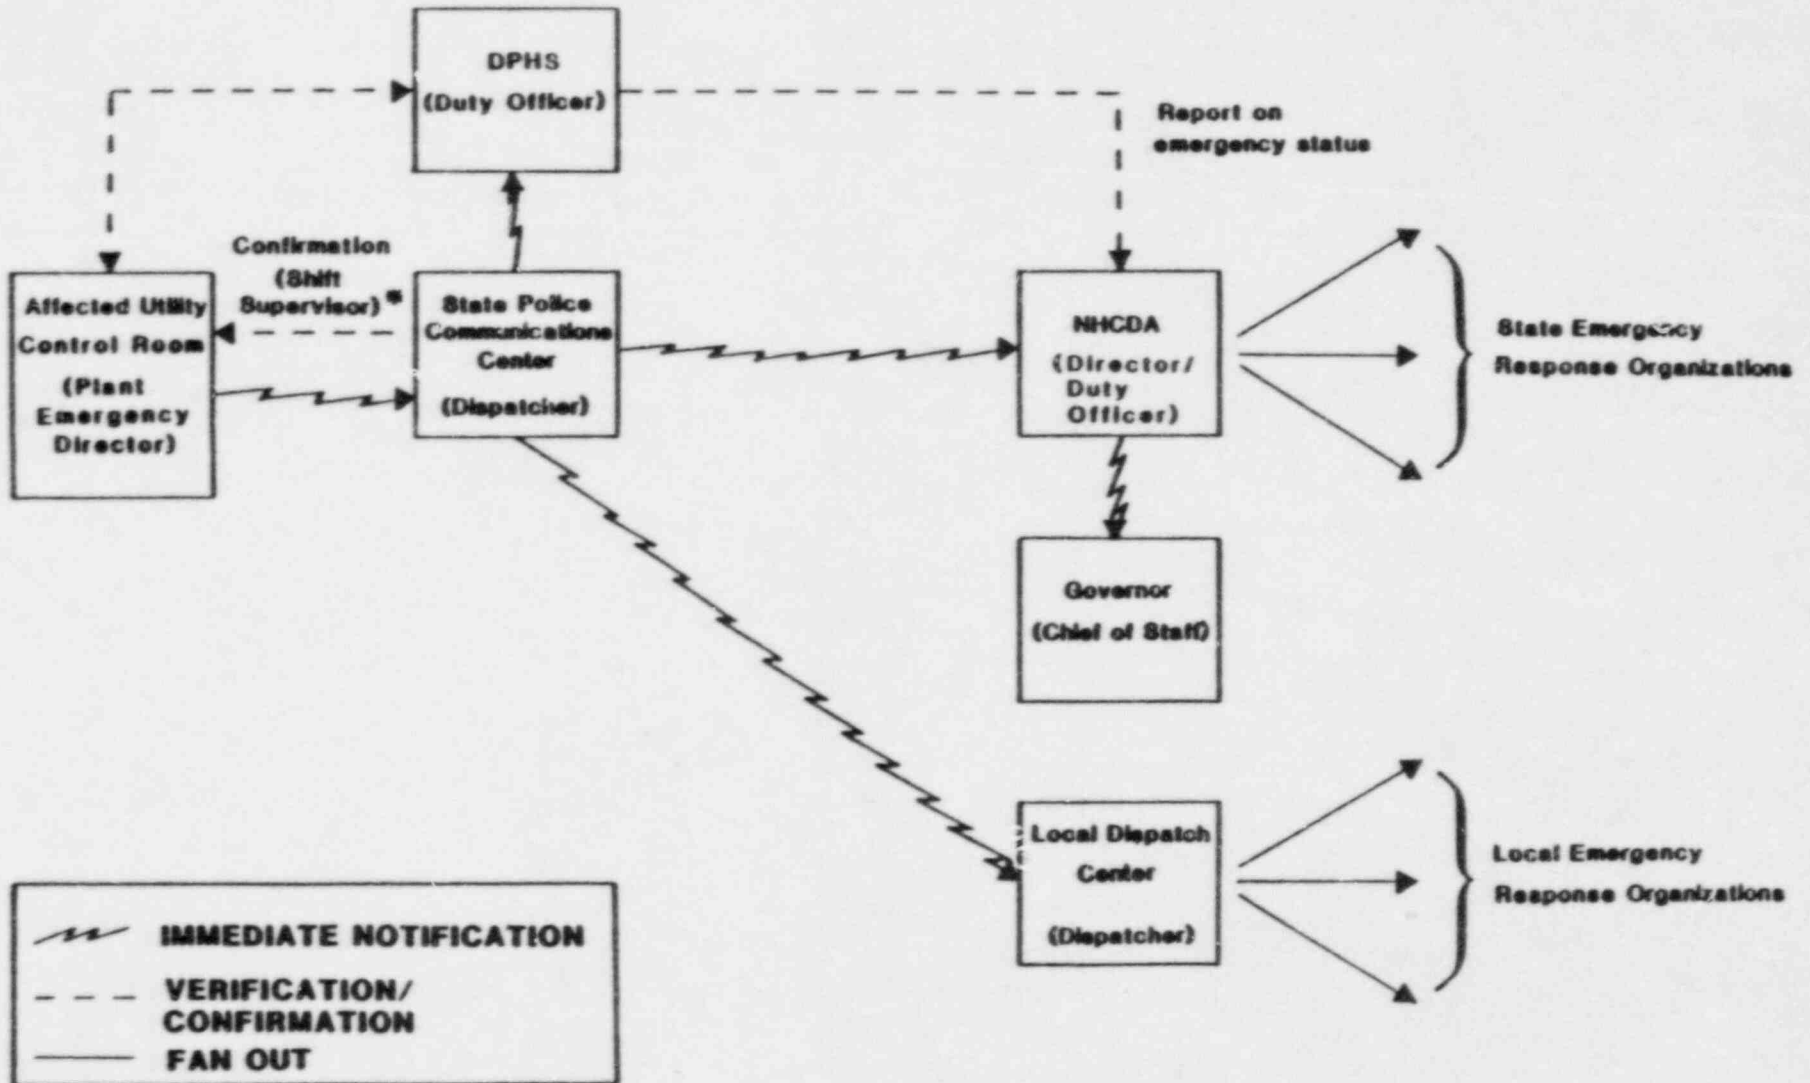 DPHS
(Duty Officer)
Report on
emergency status
Confirmation
(Shift
Supervisor)*
Affected Utility
Control Room
(Plant
Emergency
Director)
State Police
Communications
Center
(Dispatcher)
NHCDA
(Director/
Duty
Officer)
State Emergency
Response Organizations
Governor
(Chief of Staff)
Local Dispatch
Center
(Dispatcher)
Local Emergency
Response Organizations
IMMEDIATE NOTIFICATION
VERIFICATION/
CONFIRMATION
FAN OUT